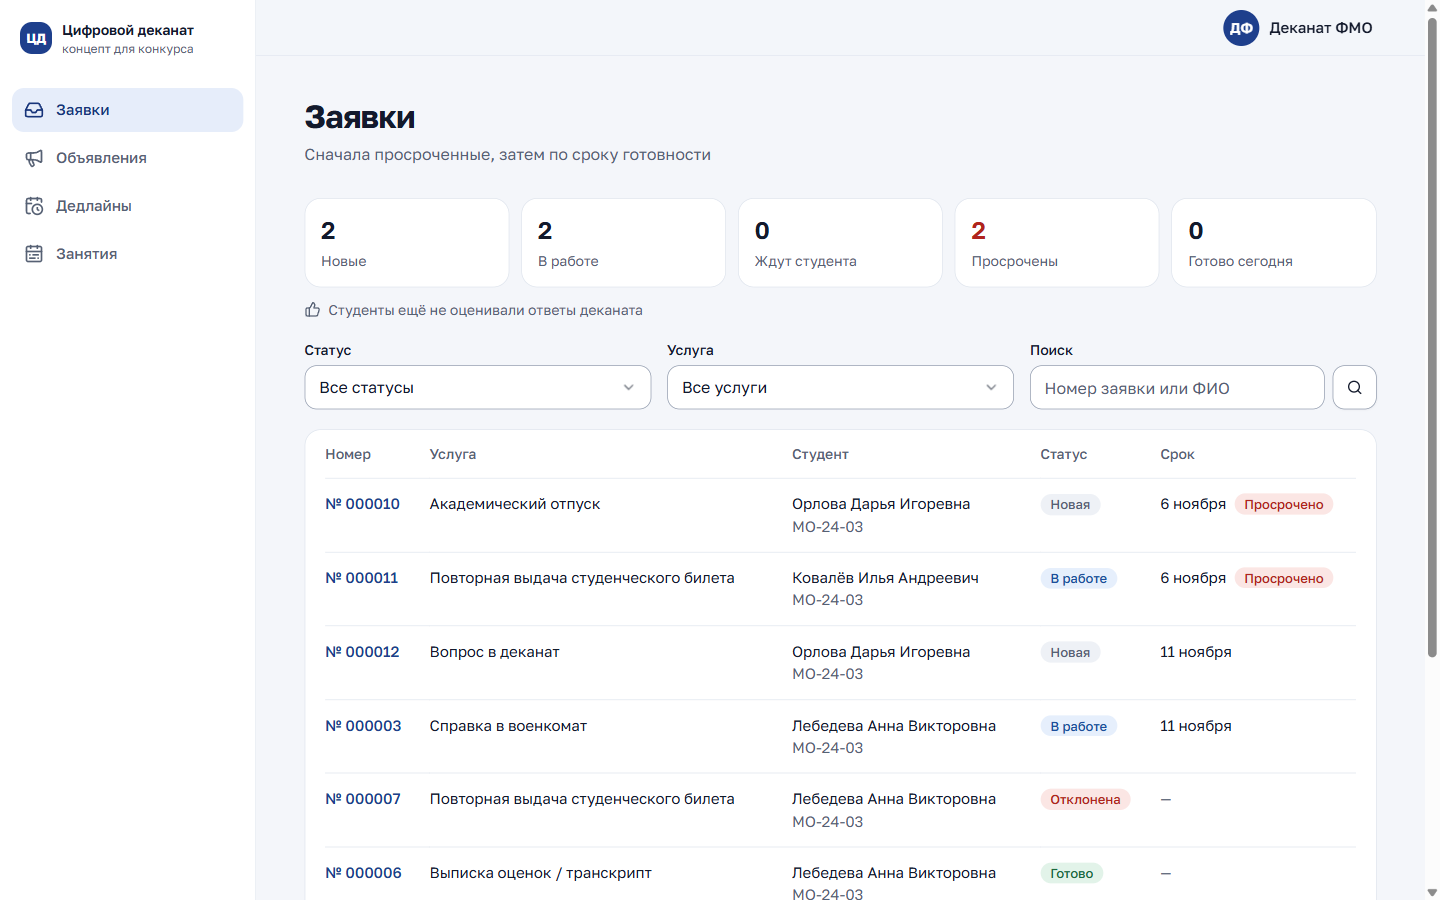 ЦД
Цифровой деканат
концепт для конкурса
ДФ Деканат ФМО
Заявки
Объявления
Дедлайны
Занятия
Заявки
Сначала просроченные, затем по сроку готовности
2
Новые
2
В работе
0
Ждут студента
2
Просрочены
0
Готово сегодня
Студенты ещё не оценивали ответы деканата
Статус
Все статусы
Услуга
Все услуги
Поиск
Номер заявки или ФИО
Номер Услуга Студент Статус Срок
№ 000010 Академический отпуск Орлова Дарья Игоревна Новая 6 ноября Просрочено
МО-24-03
№ 000011 Повторная выдача студенческого билета Ковалёв Илья Андреевич В работе 6 ноября Просрочено
МО-24-03
№ 000012 Вопрос в деканат Орлова Дарья Игоревна Новая 11 ноября
МО-24-03
№ 000003 Справка в военкомат Лебедева Анна Викторовна В работе 11 ноября
МО-24-03
№ 000007 Повторная выдача студенческого билета Лебедева Анна Викторовна Отклонена –
МО-24-03
№ 000006 Выписка оценок / транскрипт Лебедева Анна Викторовна Готово –
МО-24-03